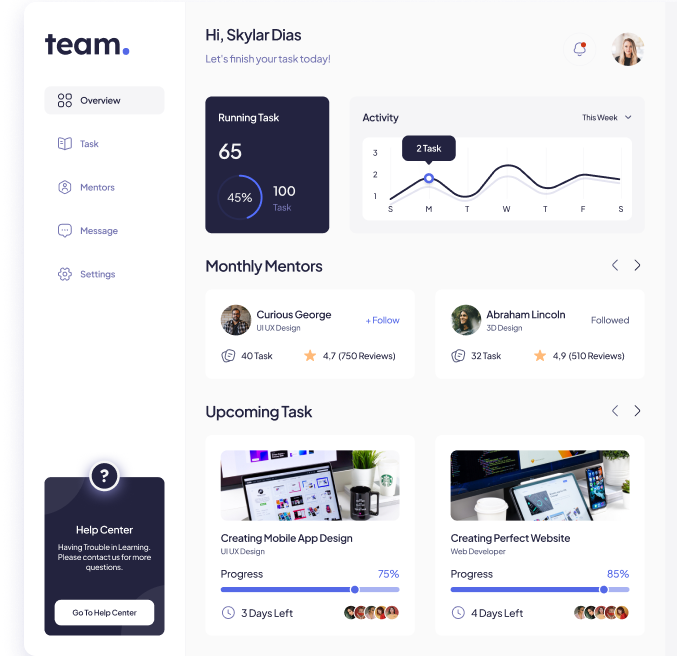 team.
Overview
Task
Mentors
Message
Settings
?
Help Center
Having Trouble in Learning.
Please contact us for more
questions.
Go To Help Center
Hi, Skylar Dias
Let's finish your task today!
Running Task
65
45%
100
Task
Activity
This Week
3
2
1
2 Task
S M T W T F S
Monthly Mentors
Curious George
UI UX Design
+ Follow
40 Task
4,7 (750 Reviews)
Abraham Lincoln
3D Design
Followed
32 Task
4,9 (510 Reviews)
Upcoming Task
Creating Mobile App Design
UI UX Design
Progress 75%
3 Days Left
Creating Perfect Website
Web Developer
Progress 85%
4 Days Left